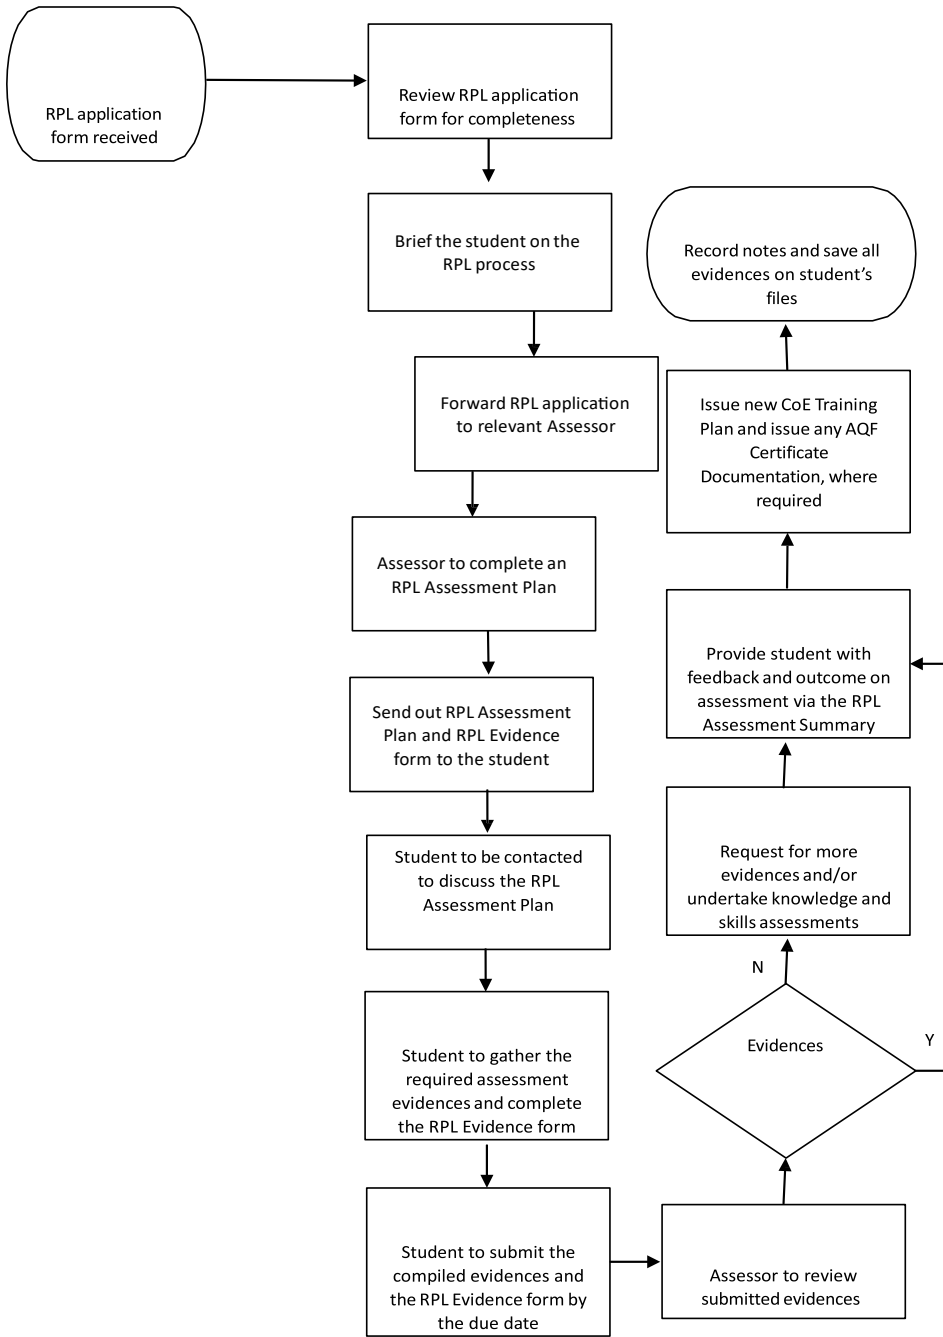 RPL application
form received
Review RPL application
form for completeness
Brief the student on the
RPL process
Forward RPL application
to relevant Assessor
Assessor to complete an
RPL Assessment Plan
Send out RPL Assessment
Plan and RPL Evidence
form to the student
Student to be contacted
to discuss the RPL
Assessment Plan
Student to gather the
required assessment
evidences and complete
the RPL Evidence form
Student to submit the
compiled evidences and
the RPL Evidence form by
the due date
Assessor to review
submitted evidences
Evidences
N
Y
Request for more
evidences and/or
undertake knowledge and
skills assessments
Provide student with
feedback and outcome on
assessment via the RPL
Assessment Summary
Issue new CoE Training
Plan and issue any AQF
Certificate
Documentation, where
required
Record notes and save all
evidences on student’s
files